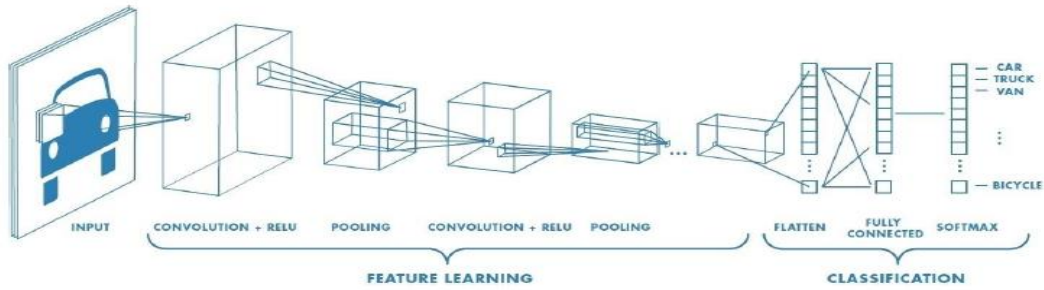 CAR
TRUCK
VAN
BICYCLE
INPUT
CONVOLUTION + RELU
POOLING
CONVOLUTION + RELU
POOLING
FLATTEN
FULLY
CONNECTED
SOFTMAX
FEATURE LEARNING
CLASSIFICATION